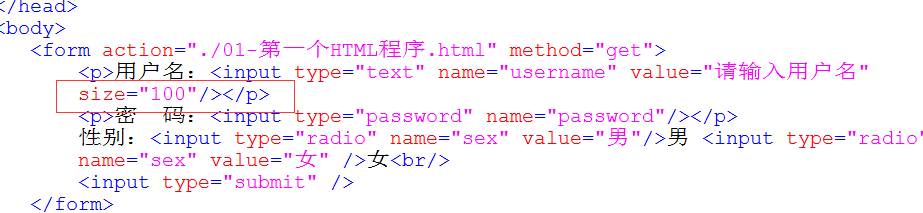 </head>
<body>
<form action="./01-第一个HTML程序.html" method="get">
<p>用户名：<input type="text" name="username" value="请输入用户名"
size="100"/></p>
<p>密　码：<input type="password" name="password"/></p>
性别：<input type="radio" name="sex" value="男"/>男 <input type="radio"
name="sex" value="女" />女<br/>
<input type="submit" />
</form>